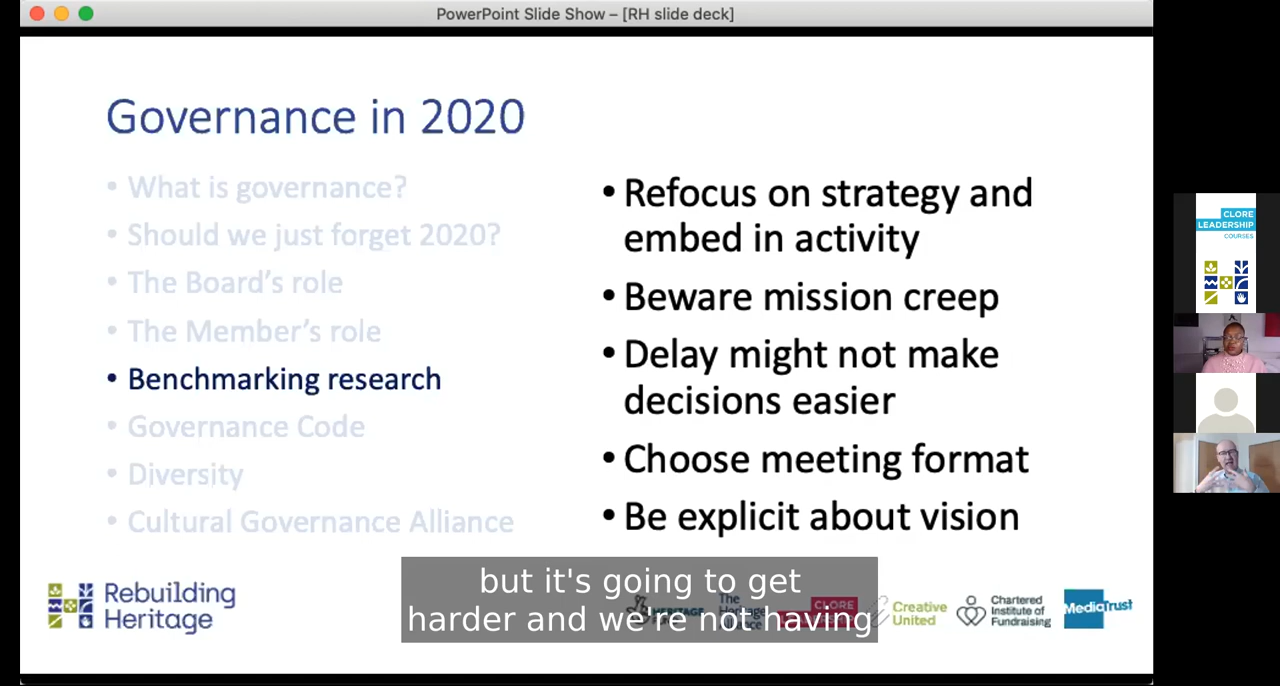 PowerPoint Slide Show – [RH slide deck]
Governance in 2020
• What is governance?
• Should we just forget 2020?
• The Board's role
• The Member's role
• Benchmarking research
• Governance Code
• Diversity
• Cultural Governance Alliance
• Refocus on strategy and
embed in activity
• Beware mission creep
• Delay might not make
decisions easier
• Choose meeting format
• Be explicit about vision
CLORE
LEADERSHIP
COURSES
but it's going to get
harder and we're not having
Rebuilding
Heritage
HERITAGE
The
Heritage
CLORE
Creative
United
Chartered
Institute of
Fundraising
MediaTrust